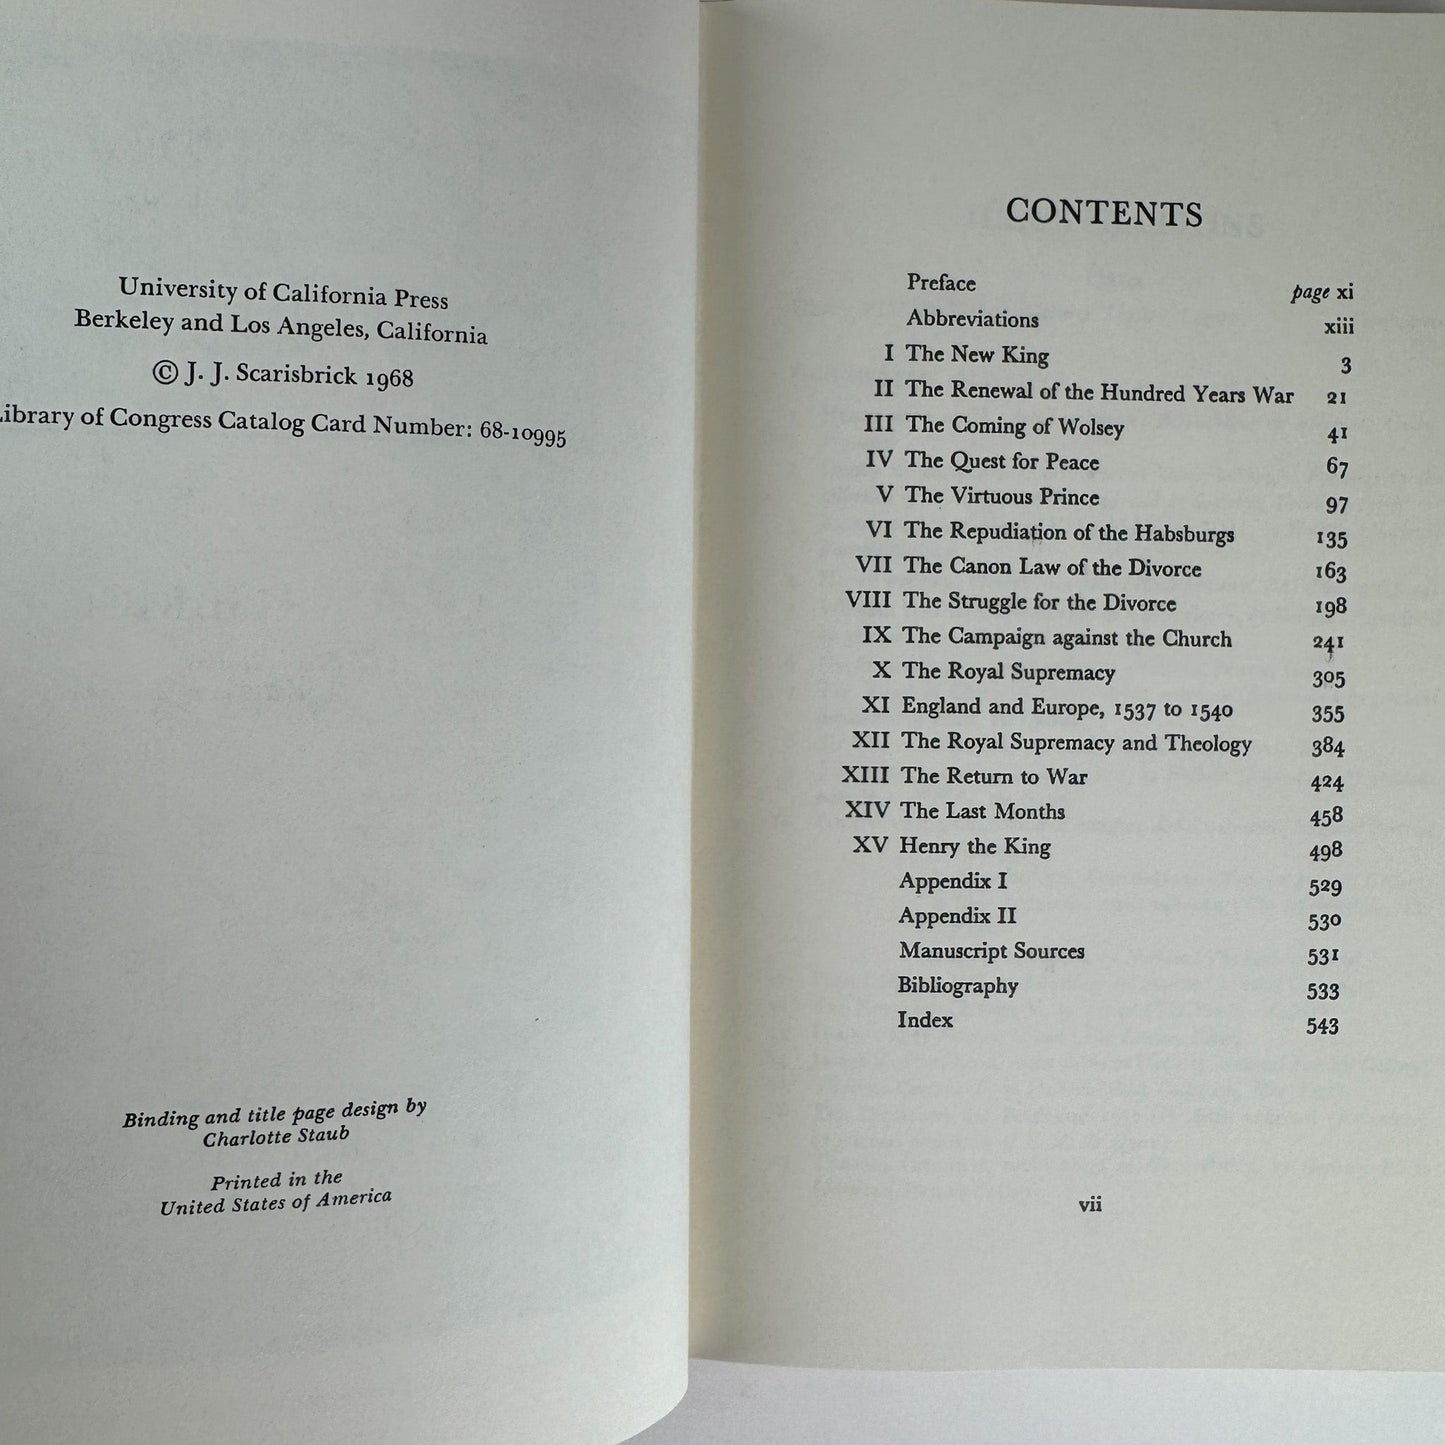 University of California Press
Berkeley and Los Angeles, California
© J. J. Scarisbrick 1968
Library of Congress Catalog Card Number: 68-10995
Binding and title page design by
Charlotte Staub
Printed in the
United States of America
CONTENTS
Preface page xi
Abbreviations xiii
I The New King 3
II The Renewal of the Hundred Years War 21
III The Coming of Wolsey 41
IV The Quest for Peace 67
V The Virtuous Prince 97
VI The Repudiation of the Habsburgs 135
VII The Canon Law of the Divorce 163
VIII The Struggle for the Divorce 198
IX The Campaign against the Church 241
X The Royal Supremacy 305
XI England and Europe, 1537 to 1540 355
XII The Royal Supremacy and Theology 384
XIII The Return to War 424
XIV The Last Months 458
XV Henry the King 498
Appendix I 529
Appendix II 530
Manuscript Sources 531
Bibliography 533
Index 543
vii